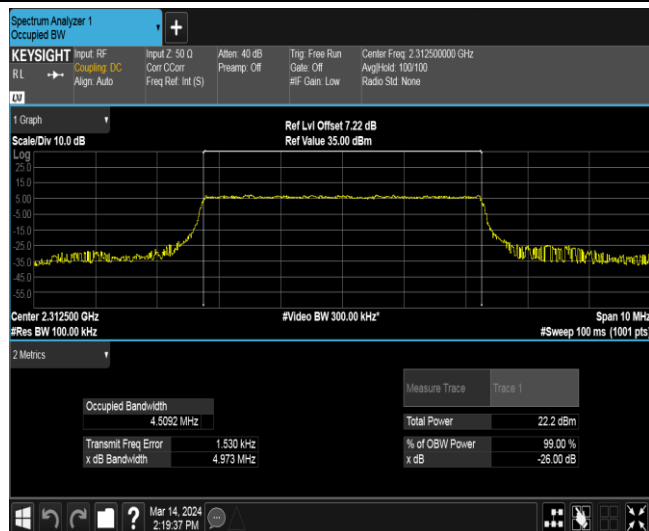 Spectrum Analyzer 1
Occupied BW
+
KEYSIGHT Input: RF Input Z: 50 Ω Atten: 40 dB Trig: Free Run Center Freq: 2.312500000 GHz
RL Coupling: DC Corr CCorr Preamp: Off Gate: Off Avg|Hold: 100/100
Align: Auto Freq Ref: Int (S) #IF Gain: Low Radio Std: None
LXI
1 Graph
Scale/Div 10.0 dB Ref Lvl Offset 7.22 dB
Ref Value 35.00 dBm
Log
25.0
15.0
5.00
-5.00
-15.0
-25.0
-35.0
-45.0
-55.0
Center 2.312500 GHz #Video BW 300.00 kHz* Span 10 MHz
#Res BW 100.00 kHz #Sweep 100 ms (1001 pts)
2 Metrics
Measure Trace Trace 1
Occupied Bandwidth
4.5092 MHz Total Power 22.2 dBm
Transmit Freq Error 1.530 kHz % of OBW Power 99.00 %
x dB Bandwidth 4.973 MHz x dB -26.00 dB
? Mar 14, 2024
2:19:37 PM